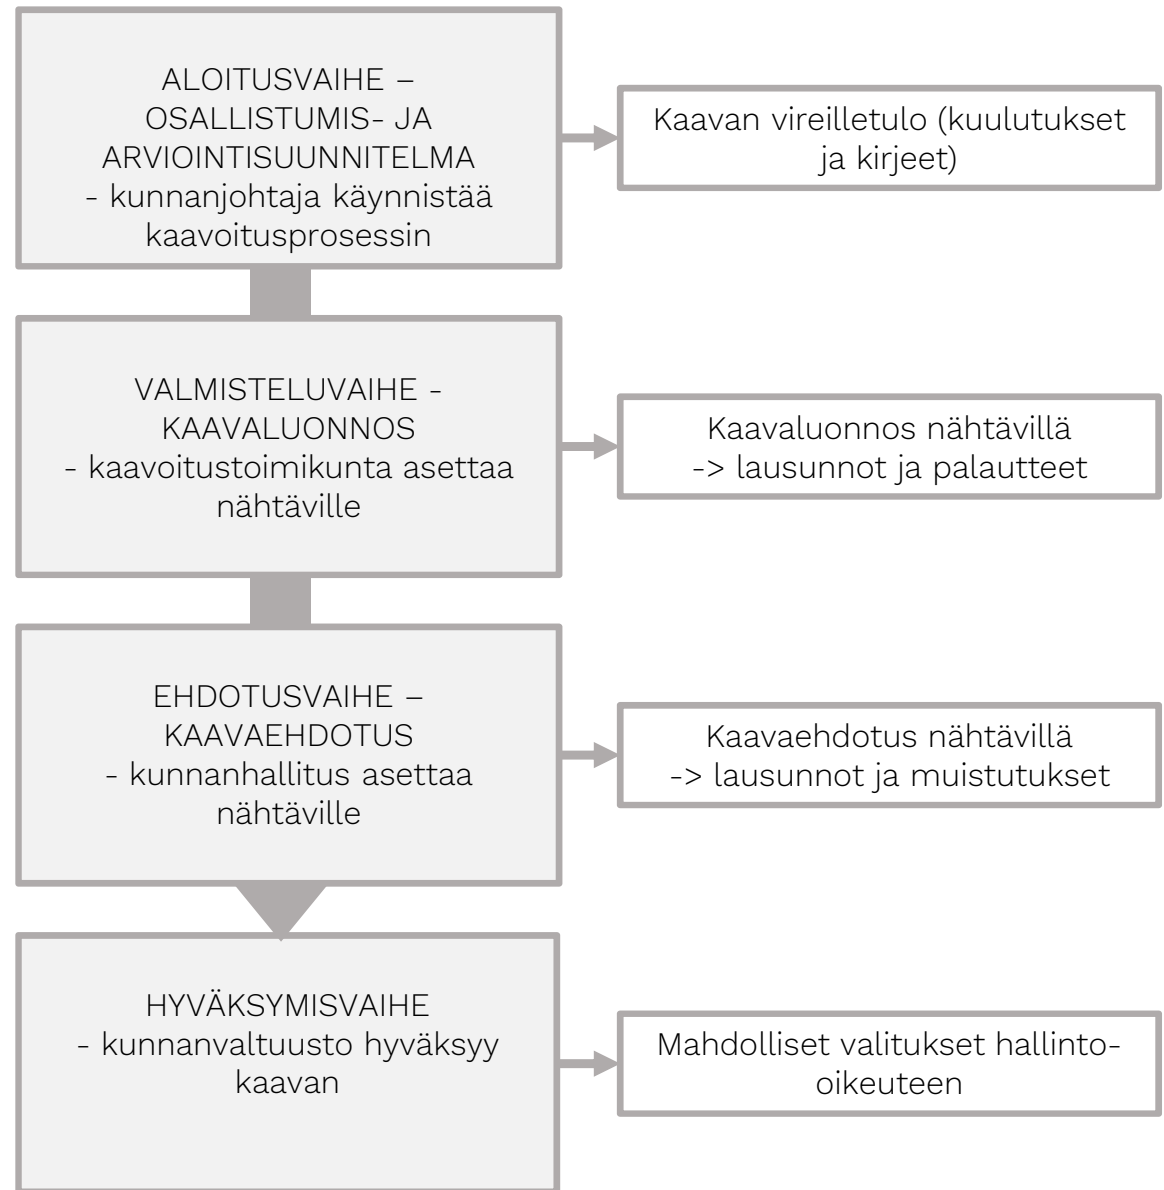 ALOITUSVAIHE –
OSALLISTUMIS- JA
ARVIOINTISUUNNITELMA
- kunnanjohtaja käynnistää
kaavoitusprosessin
Kaavan vireilletulo (kuulutukset
ja kirjeet)
VALMISTELUVAIHE -
KAAVALUONNOS
- kaavoitustoimikunta asettaa
nähtäville
Kaavaluonnos nähtävillä
-> lausunnot ja palautteet
EHDOTUSVAIHE –
KAAVAEHDOTUS
- kunnanhallitus asettaa
nähtäville
Kaavaehdotus nähtävillä
-> lausunnot ja muistutukset
HYVÄKSYMISVAIHE
- kunnanvaltuusto hyväksyy
kaavan
Mahdolliset valitukset hallinto-
oikeuteen